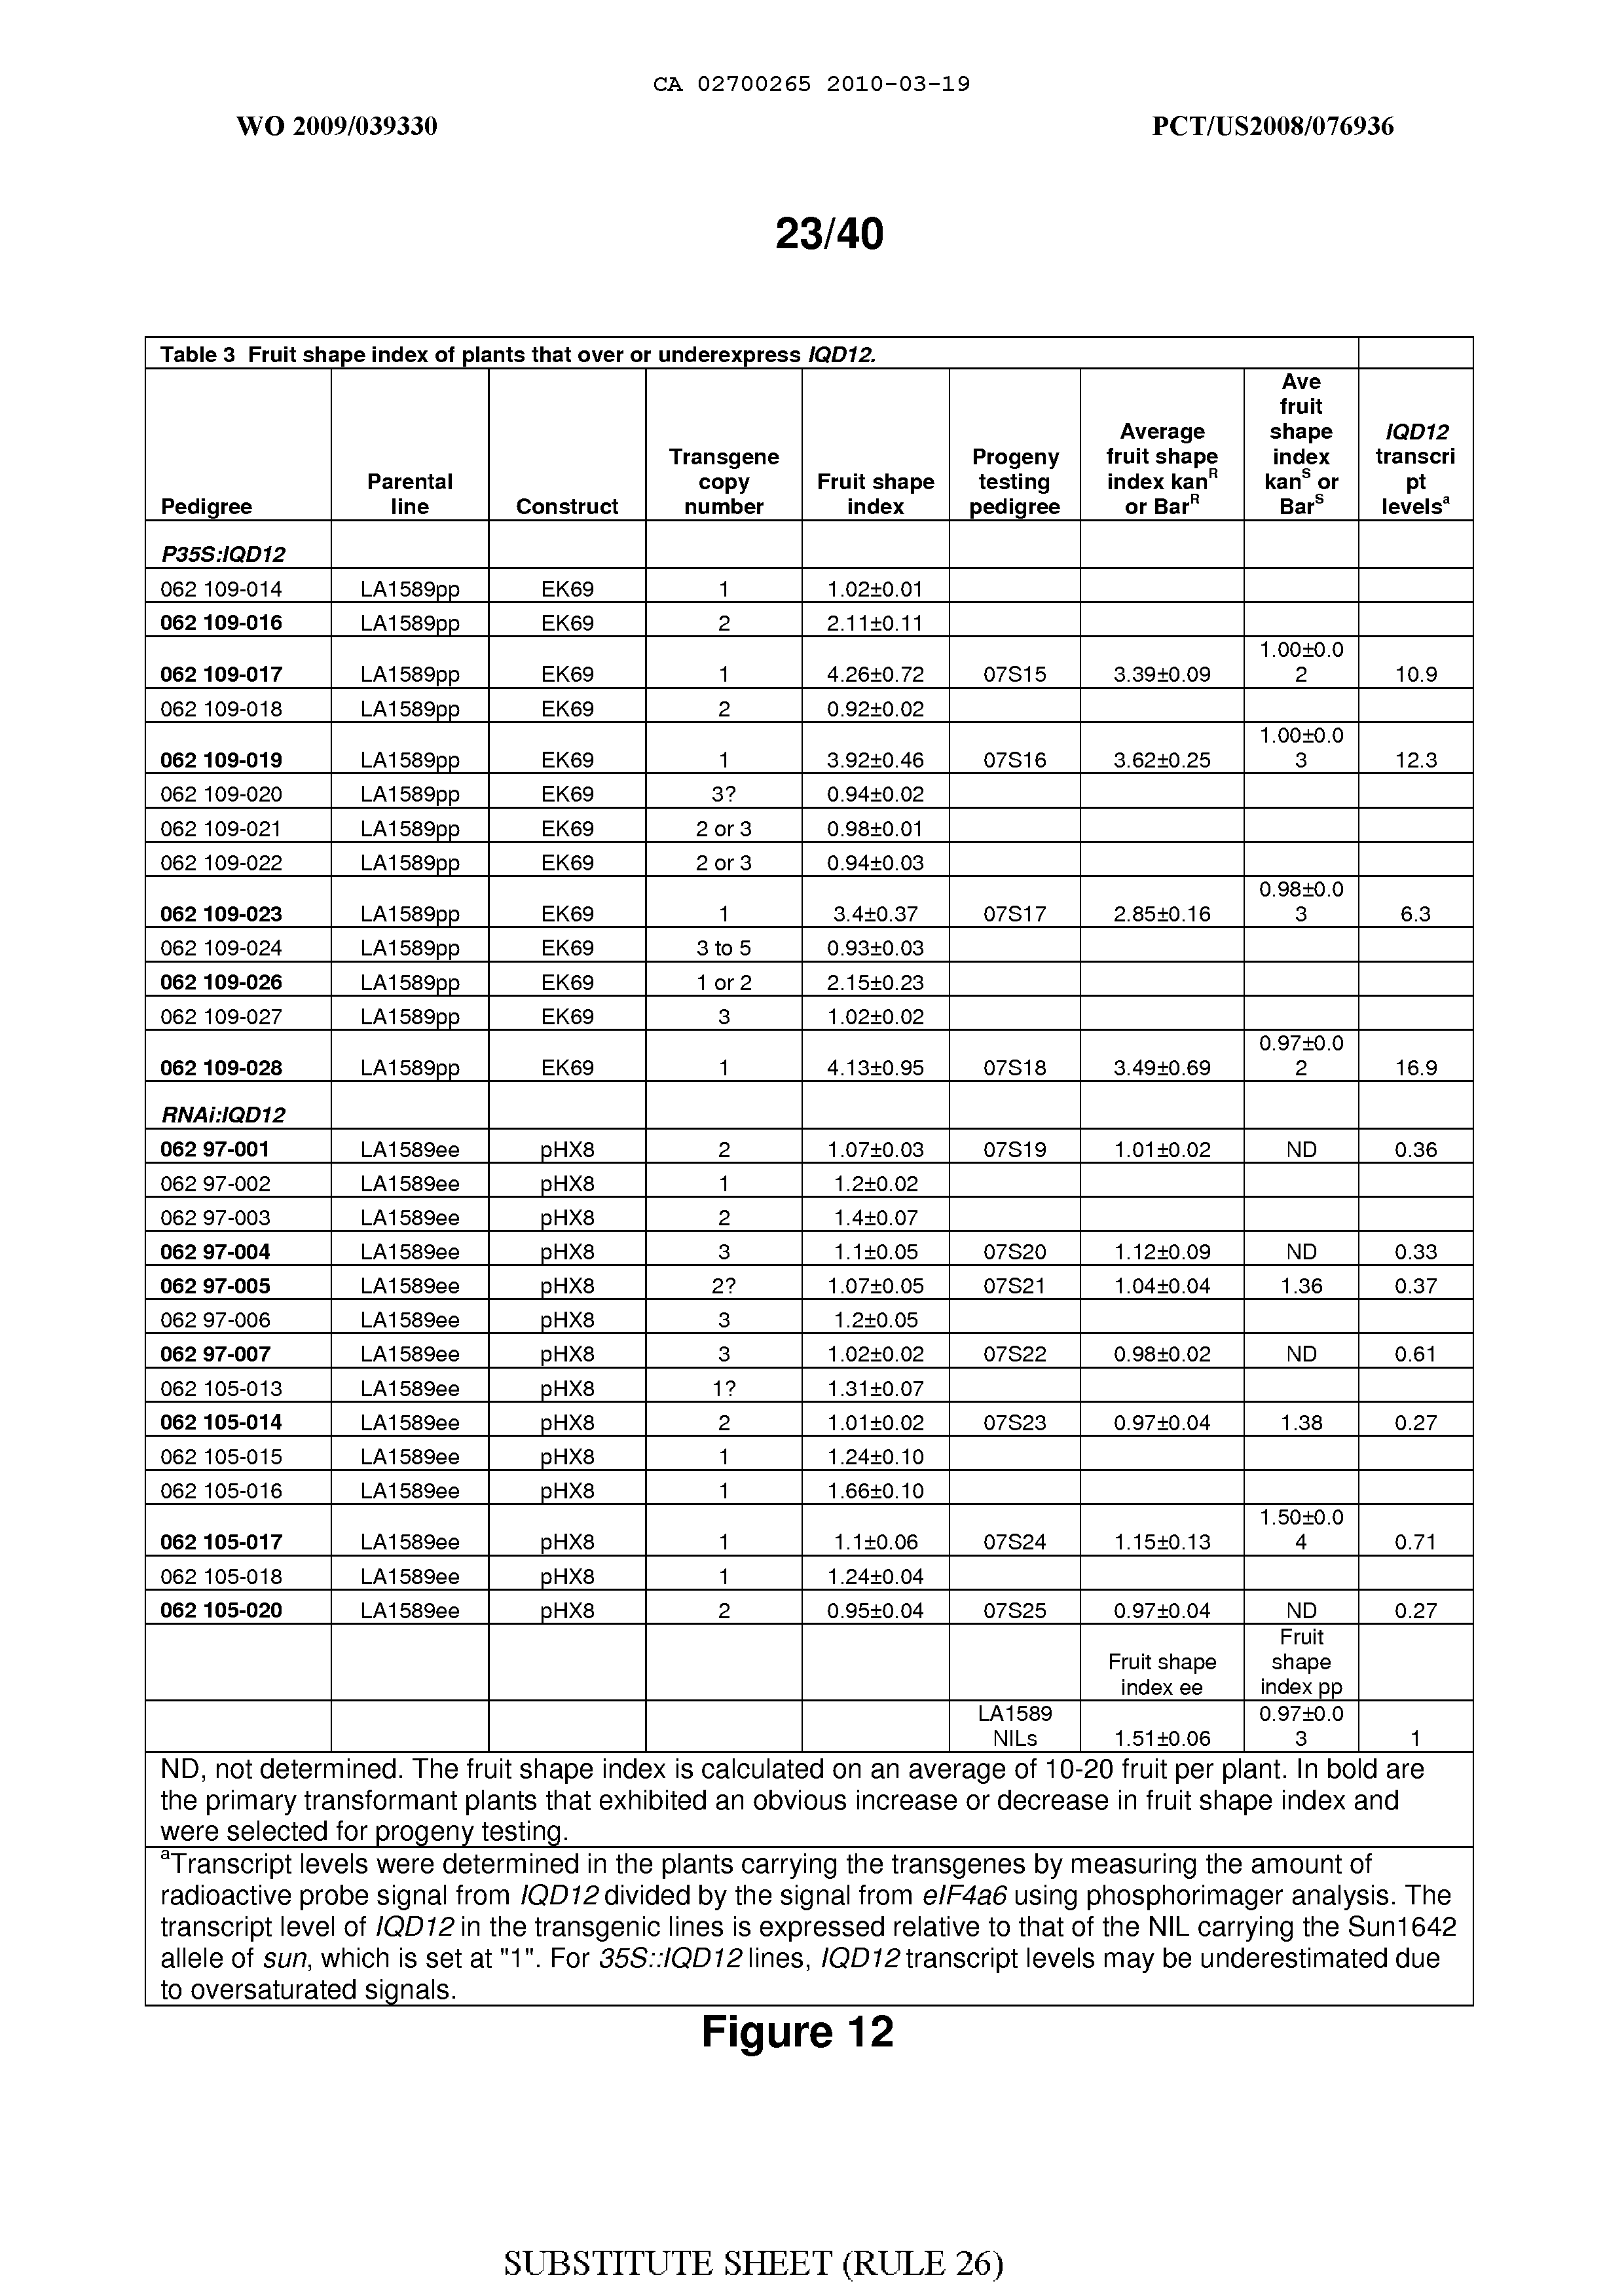 CA 02700265 2010-03-19
WO 2009/039330 PCT/US2008/076936
23/40
Table 3 Fruit shape index of plants that over or underexpress IQD12.
Pedigree Parental line Construct Transgene copy number Fruit shape index Progeny testing pedigree Average fruit shape index kanR or BarR Ave fruit shape index kanS or BarS IQD12 transcri pt levelsa
P35S:IQD12
062 109-014 LA1589pp EK69 1 1.02±0.01
062 109-016 LA1589pp EK69 2 2.11±0.11
062 109-017 LA1589pp EK69 1 4.26±0.72 07S15 3.39±0.09 1.00±0.02 10.9
062 109-018 LA1589pp EK69 2 0.92±0.02
062 109-019 LA1589pp EK69 1 3.92±0.46 07S16 3.62±0.25 1.00±0.03 12.3
062 109-020 LA1589pp EK69 3? 0.94±0.02
062 109-021 LA1589pp EK69 2 or 3 0.98±0.01
062 109-022 LA1589pp EK69 2 or 3 0.94±0.03
062 109-023 LA1589pp EK69 1 3.4±0.37 07S17 2.85±0.16 0.98±0.03 6.3
062 109-024 LA1589pp EK69 3 to 5 0.93±0.03
062 109-026 LA1589pp EK69 1 or 2 2.15±0.23
062 109-027 LA1589pp EK69 3 1.02±0.02
062 109-028 LA1589pp EK69 1 4.13±0.95 07S18 3.49±0.69 0.97±0.02 16.9
RNAi:IQD12
062 97-001 LA1589ee pHX8 2 1.07±0.03 07S19 1.01±0.02 ND 0.36
062 97-002 LA1589ee pHX8 1 1.2±0.02
062 97-003 LA1589ee pHX8 2 1.4±0.07
062 97-004 LA1589ee pHX8 3 1.1±0.05 07S20 1.12±0.09 ND 0.33
062 97-005 LA1589ee pHX8 2? 1.07±0.05 07S21 1.04±0.04 1.36 0.37
062 97-006 LA1589ee pHX8 3 1.2±0.05
062 97-007 LA1589ee pHX8 3 1.02±0.02 07S22 0.98±0.02 ND 0.61
062 105-013 LA1589ee pHX8 1? 1.31±0.07
062 105-014 LA1589ee pHX8 2 1.01±0.02 07S23 0.97±0.04 1.38 0.27
062 105-015 LA1589ee pHX8 1 1.24±0.10
062 105-016 LA1589ee pHX8 1 1.66±0.10
062 105-017 LA1589ee pHX8 1 1.1±0.06 07S24 1.15±0.13 1.50±0.04 0.71
062 105-018 LA1589ee pHX8 1 1.24±0.04
062 105-020 LA1589ee pHX8 2 0.95±0.04 07S25 0.97±0.04 ND 0.27
Fruit shape index ee Fruit shape index pp
LA1589 NILs 1.51±0.06 0.97±0.03 1
ND, not determined. The fruit shape index is calculated on an average of 10-20 fruit per plant. In bold are
the primary transformant plants that exhibited an obvious increase or decrease in fruit shape index and
were selected for progeny testing.
aTranscript levels were determined in the plants carrying the transgenes by measuring the amount of
radioactive probe signal from IQD12 divided by the signal from eIF4a6 using phosphorimager analysis. The
transcript level of IQD12 in the transgenic lines is expressed relative to that of the NIL carrying the Sun1642
allele of sun, which is set at "1". For 35S::IQD12 lines, IQD12 transcript levels may be underestimated due
to oversaturated signals.
Figure 12
SUBSTITUTE SHEET (RULE 26)